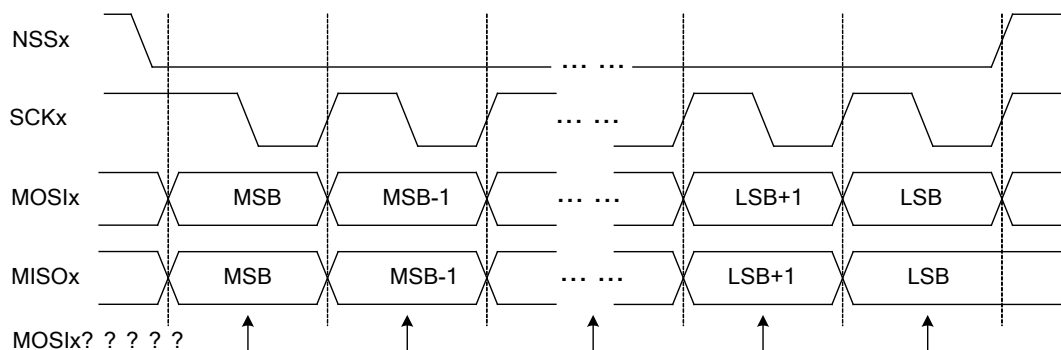 NSSx
... ...
SCKx
... ...
MOSIx MSB MSB-1 ... ... LSB+1 LSB
MISOx MSB MSB-1 ... ... LSB+1 LSB
MOSIx? ? ? ? ?